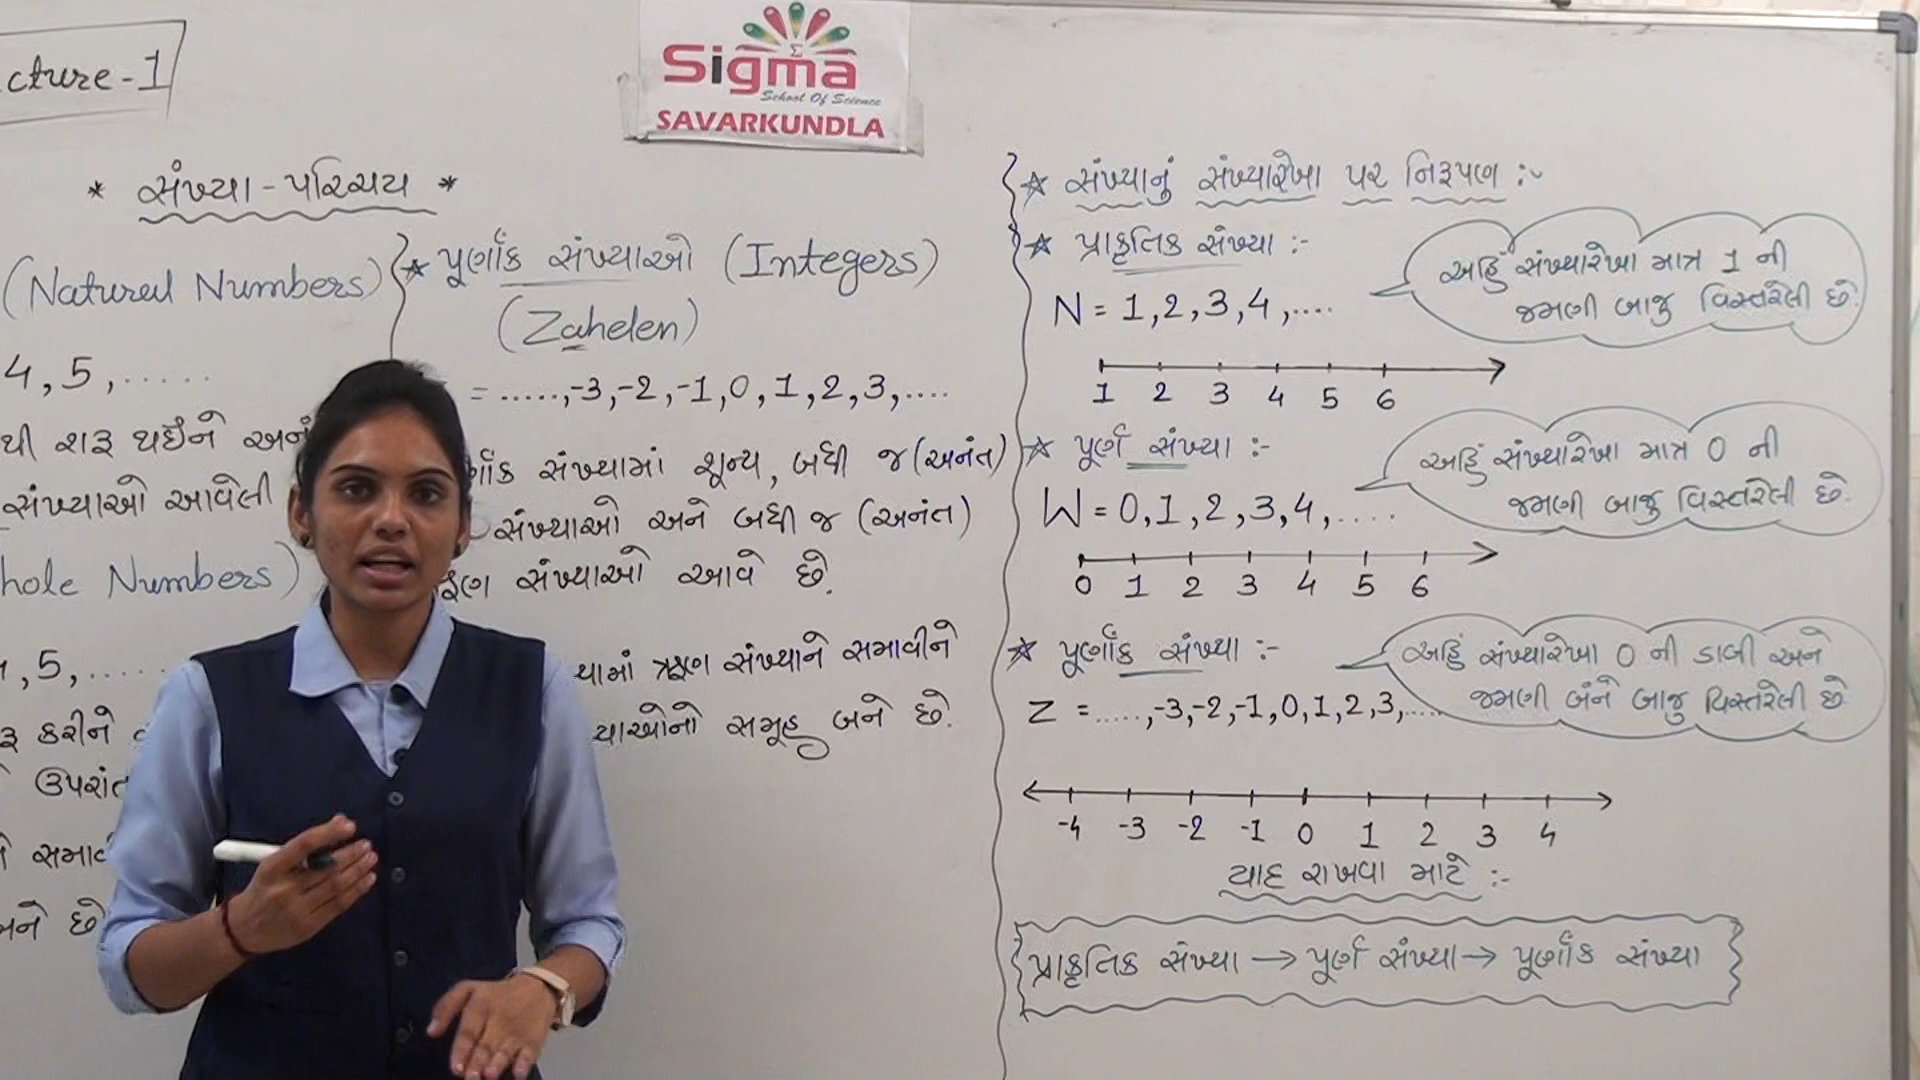 cture-1
Sigma
School Of Science
SAVARKUNDLA
* સંખ્યા - પરિચય *
(Natural Numbers)
4, 5, .....
થી શરૂ થઈને
સંખ્યાઓ આવેલી
hole Numbers)
, 5, ....
કરીને
ઉપરાંત
બને છે
★ પૂર્ણાંક સંખ્યાઓ (Integers)
(Zahelen)
= ....., -3, -2, -1, 0, 1, 2, 3, ....
ર્ણાંક સંખ્યામાં શૂન્ય, બધી જ (અનંત)
સંખ્યાઓ અને બધી જ (અનંત)
ઋણ સંખ્યાઓ આવે છે.
યામાં ઋણ સંખ્યાને સમાવીને
યાઓનો સમૂહ બને છે.
★ સંખ્યાનું સંખ્યારેખા પર નિરૂપણ :-
★ પ્રાકૃતિક સંખ્યા :-
N = 1, 2, 3, 4, ....
અહિં સંખ્યારેખા માત્ર 1 ની
જમણી બાજુ વિસ્તરેલી છે.
1 2 3 4 5 6
★ પૂર્ણ સંખ્યા :-
W = 0, 1, 2, 3, 4, ....
અહિં સંખ્યારેખા માત્ર 0 ની
જમણી બાજુ વિસ્તરેલી છે.
0 1 2 3 4 5 6
★ પૂર્ણાંક સંખ્યા :-
Z = ....., -3, -2, -1, 0, 1, 2, 3, ....
અહિં સંખ્યારેખા 0 ની ડાબી અને
જમણી બંને બાજુ વિસ્તરેલી છે
-4 -3 -2 -1 0 1 2 3 4
યાદ રાખવા માટે :-
પ્રાકૃતિક સંખ્યા → પૂર્ણ સંખ્યા → પૂર્ણાંક સંખ્યા